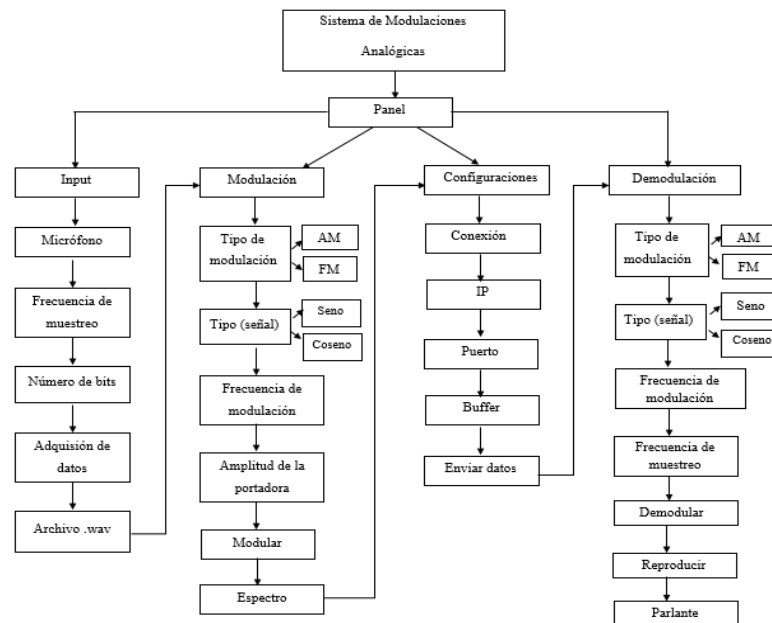 Sistema de Modulaciones
Analógicas
Panel
Input
Micrófono
Frecuencia de
muestreo
Número de bits
Adquisión de
datos
Archivo .wav
Modulación
Tipo de
modulación
AM
FM
Tipo (señal)
Seno
Coseno
Frecuencia de
modulación
Amplitud de la
portadora
Modular
Espectro
Configuraciones
Conexión
IP
Puerto
Buffer
Enviar datos
Demodulación
Tipo de
modulación
AM
FM
Tipo (señal)
Seno
Coseno
Frecuencia de
modulación
Frecuencia de
muestreo
Demodular
Reproducir
Parlante